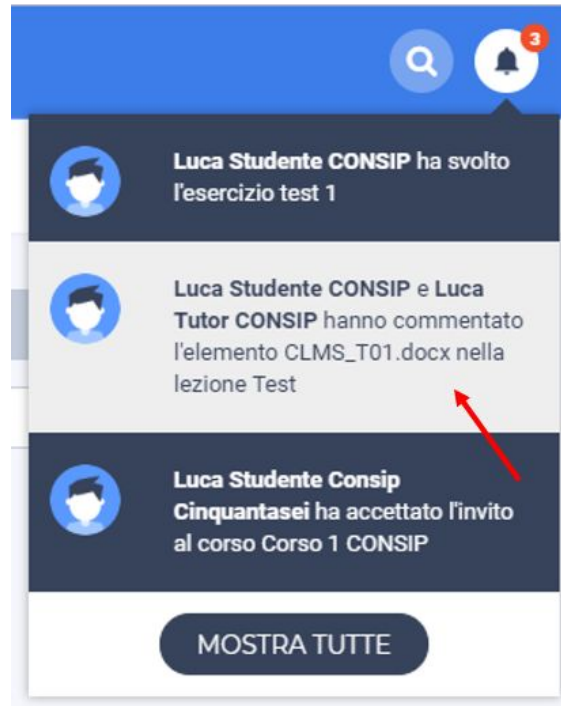 3
Luca Studente CONSIP ha svolto
l'esercizio test 1
Luca Studente CONSIP e Luca
Tutor CONSIP hanno commentato
l'elemento CLMS_T01.docx nella
lezione Test
Luca Studente Consip
Cinquantasei ha accettato l'invito
al corso Corso 1 CONSIP
MOSTRA TUTTE